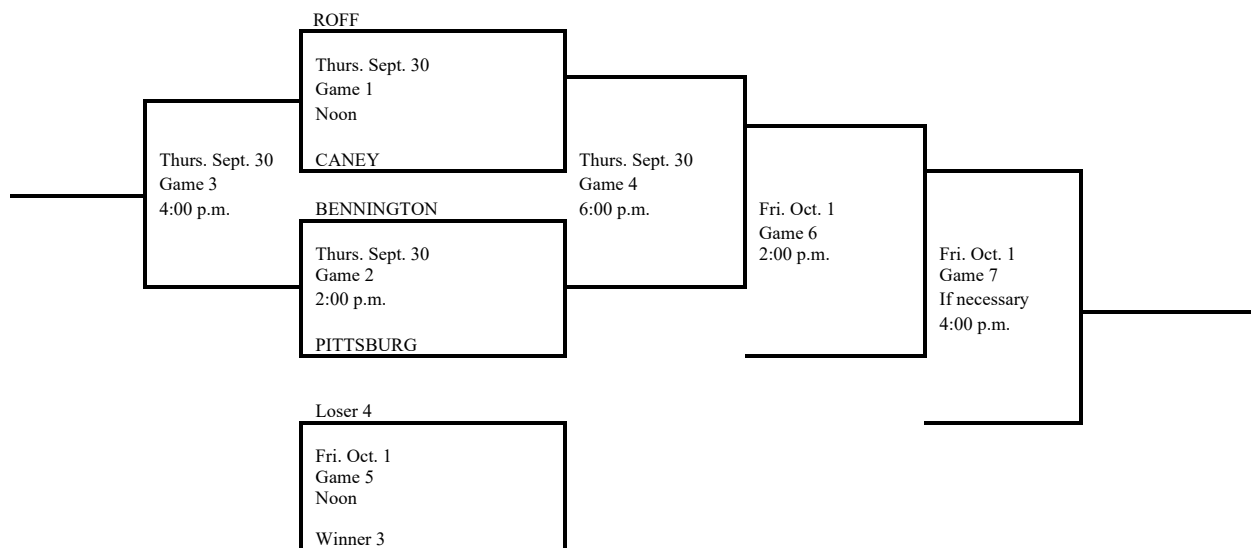 ROFF
Thurs. Sept. 30
Game 1
Noon
CANEY
Thurs. Sept. 30
Game 3
4:00 p.m.
Thurs. Sept. 30
Game 4
6:00 p.m.
BENNINGTON
Thurs. Sept. 30
Game 2
2:00 p.m.
PITTSBURG
Fri. Oct. 1
Game 6
2:00 p.m.
Fri. Oct. 1
Game 7
If necessary
4:00 p.m.
Loser 4
Fri. Oct. 1
Game 5
Noon
Winner 3